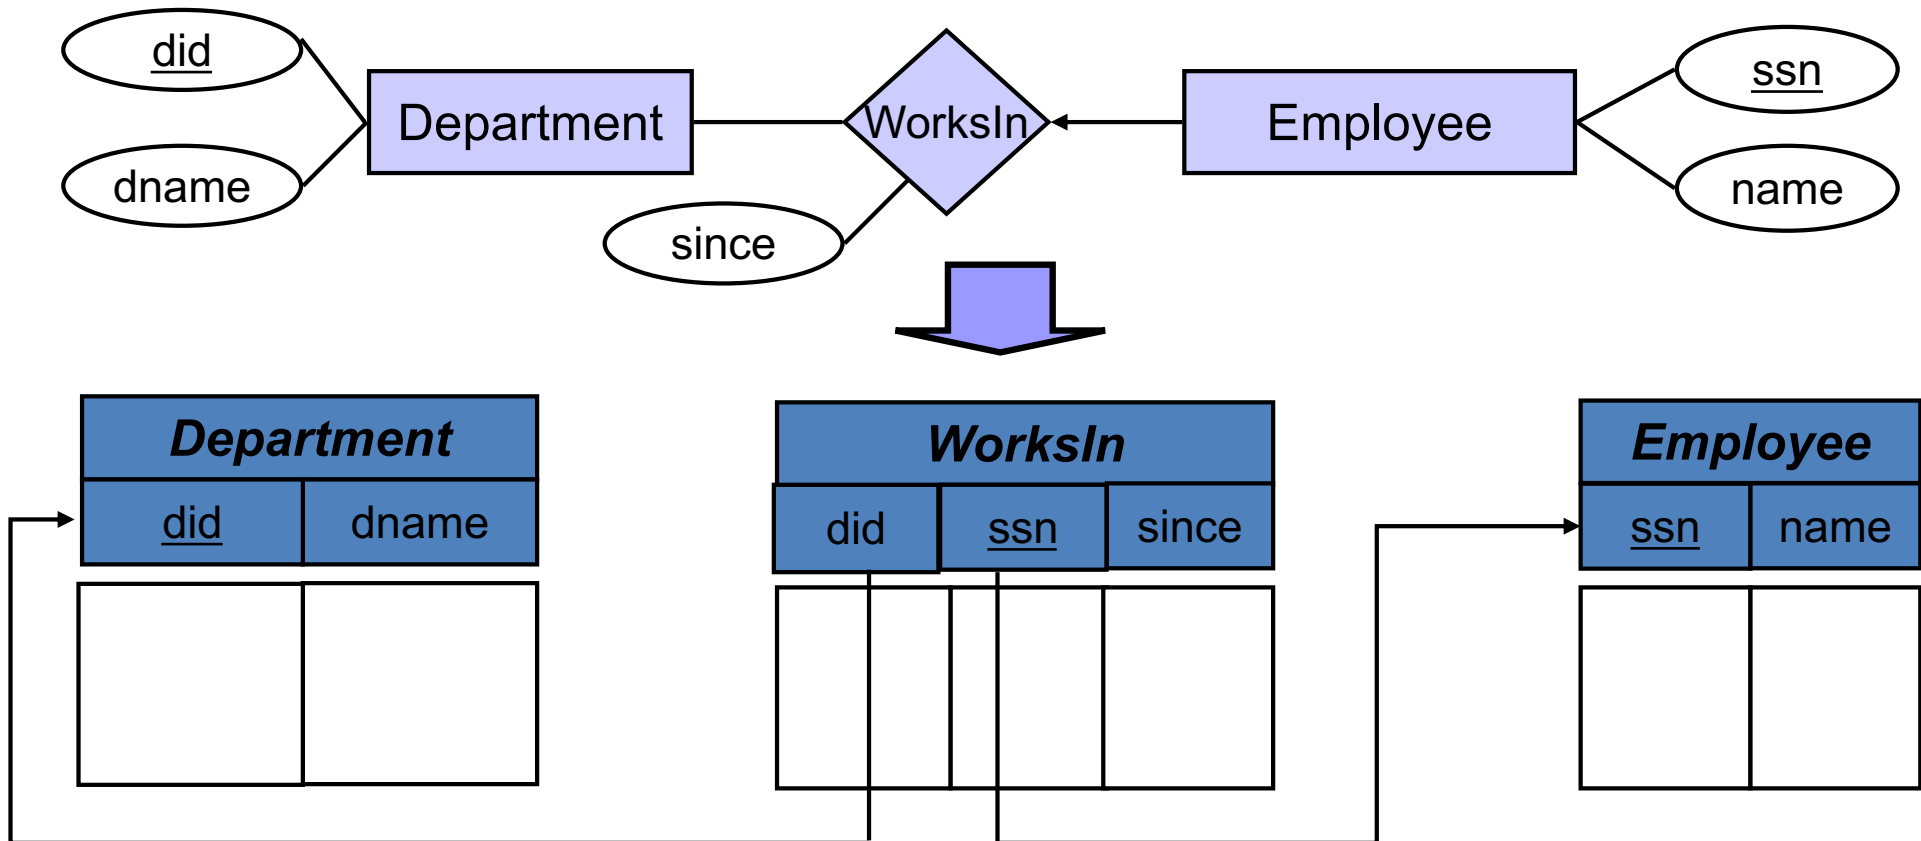 did
ssn
Department
WorksIn
Employee
dname
name
since
Department
WorksIn
Employee
did dname
did ssn since
ssn name